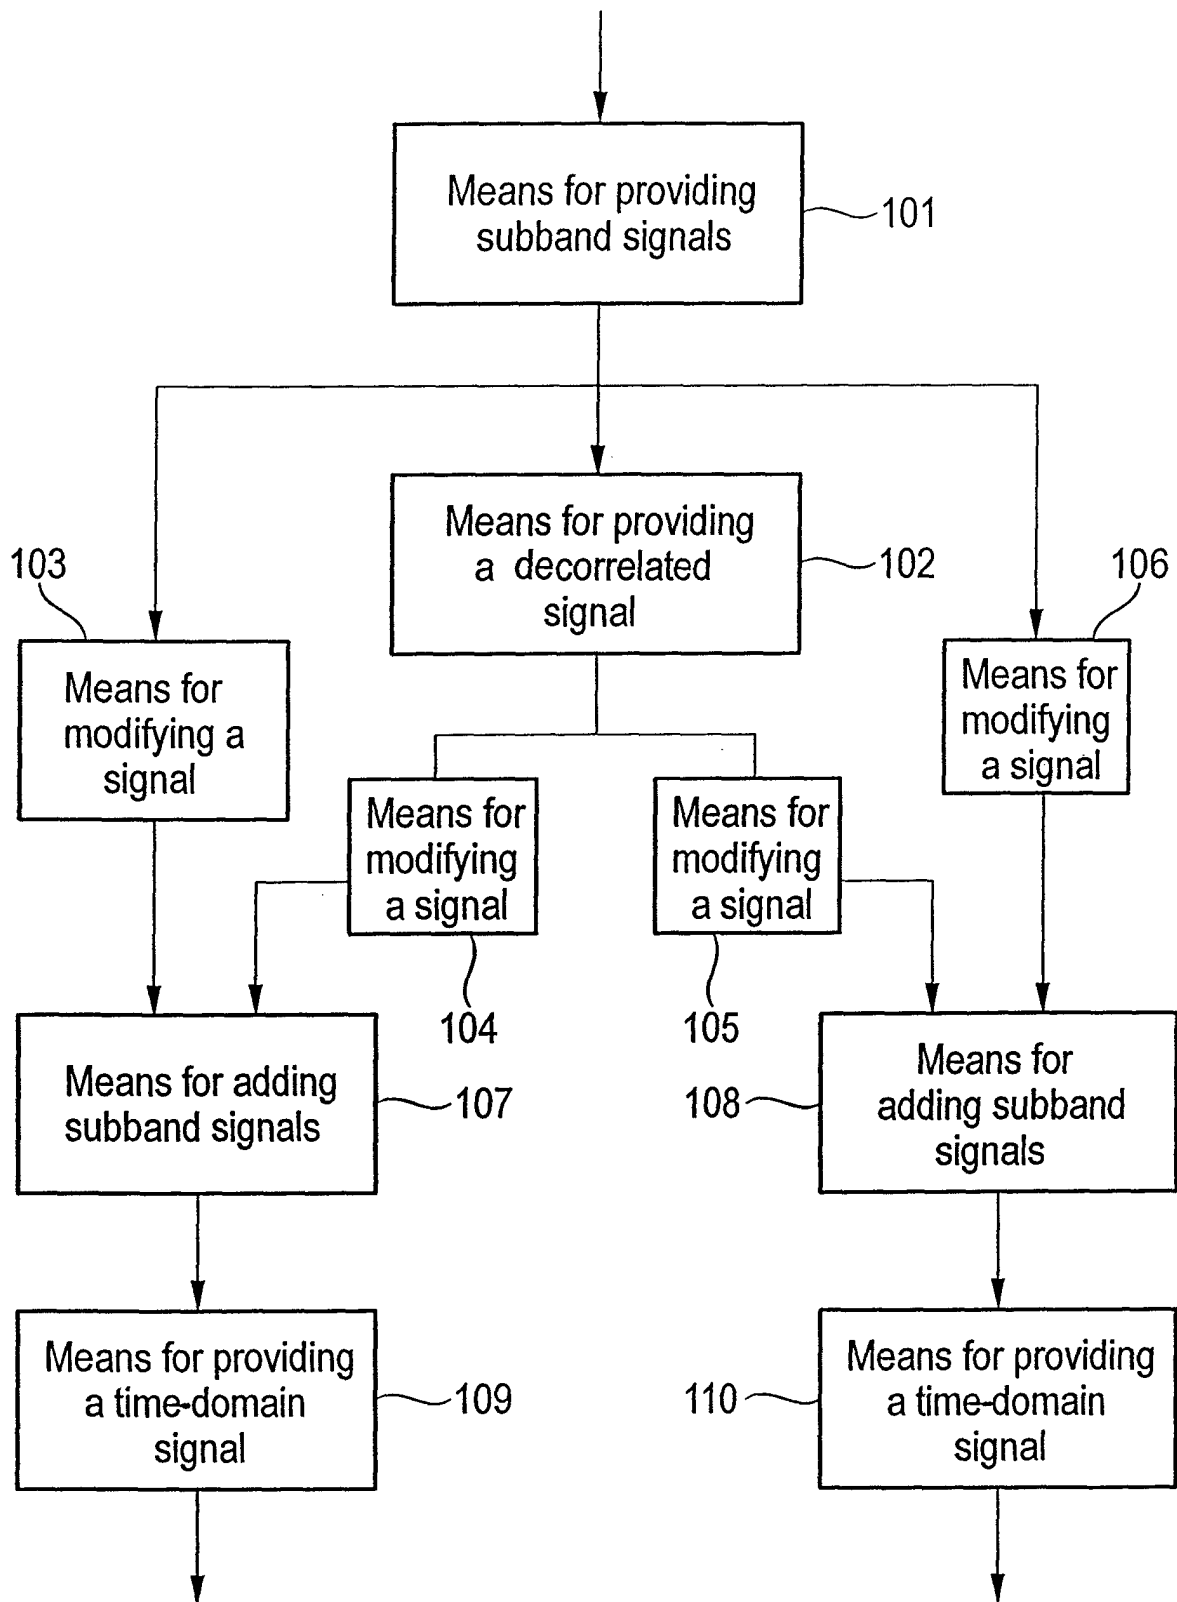 Means for providing
subband signals
101
Means for providing
a decorrelated
signal
102
103
106
Means for
modifying a
signal
Means for
modifying
a signal
Means for
modifying
a signal
Means for
modifying
a signal
104
105
Means for adding
subband signals
107
108
Means for
adding subband
signals
Means for providing
a time-domain
signal
109
110
Means for providing
a time-domain
signal